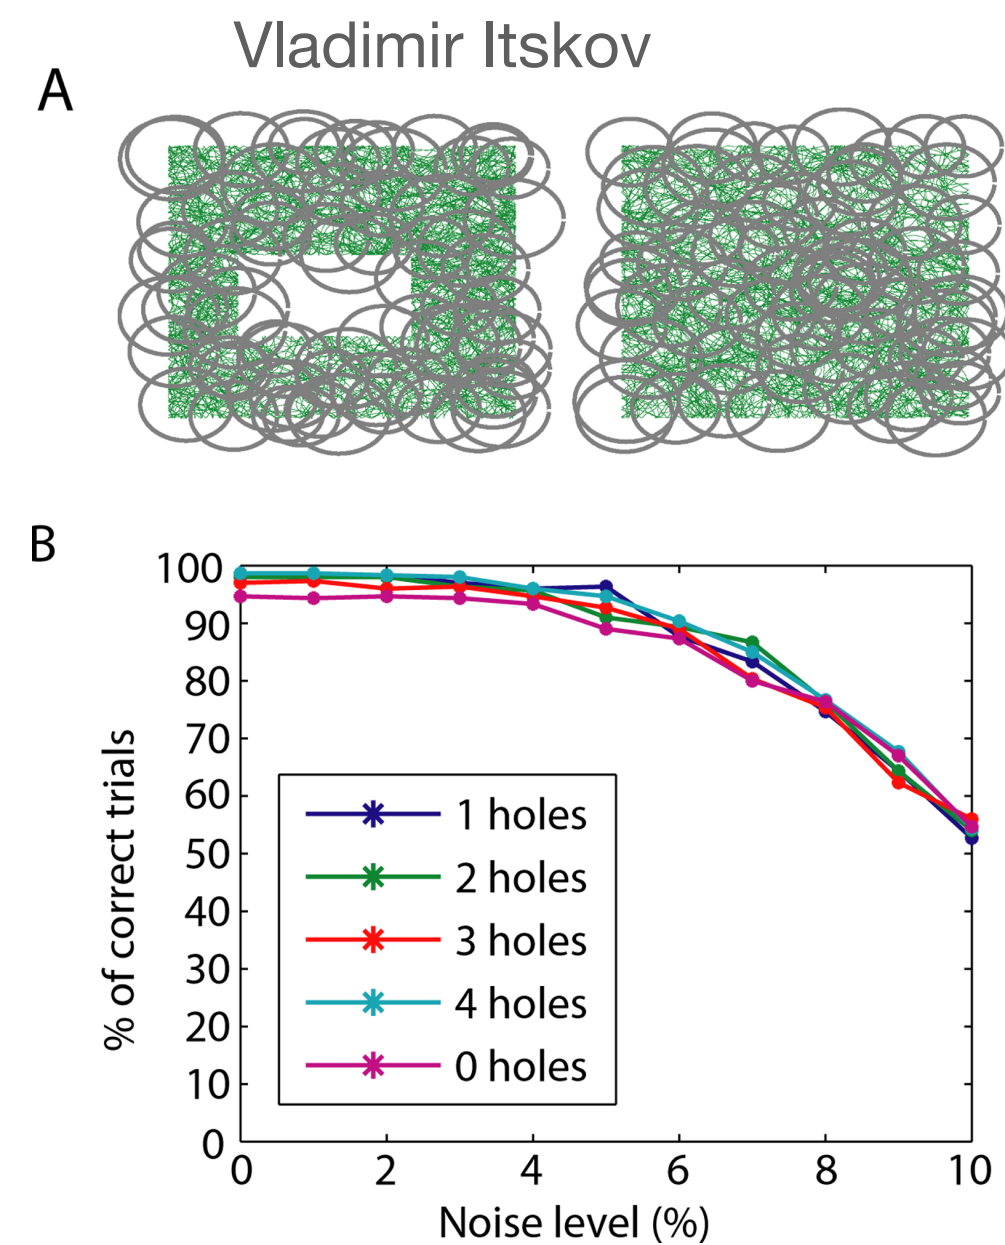 Vladimir Itskov
A
B
100
90
80
70
60
50
40
30
20
10
0
% of correct trials
1 holes
2 holes
3 holes
4 holes
0 holes
0 2 4 6 8 10
Noise level (%)